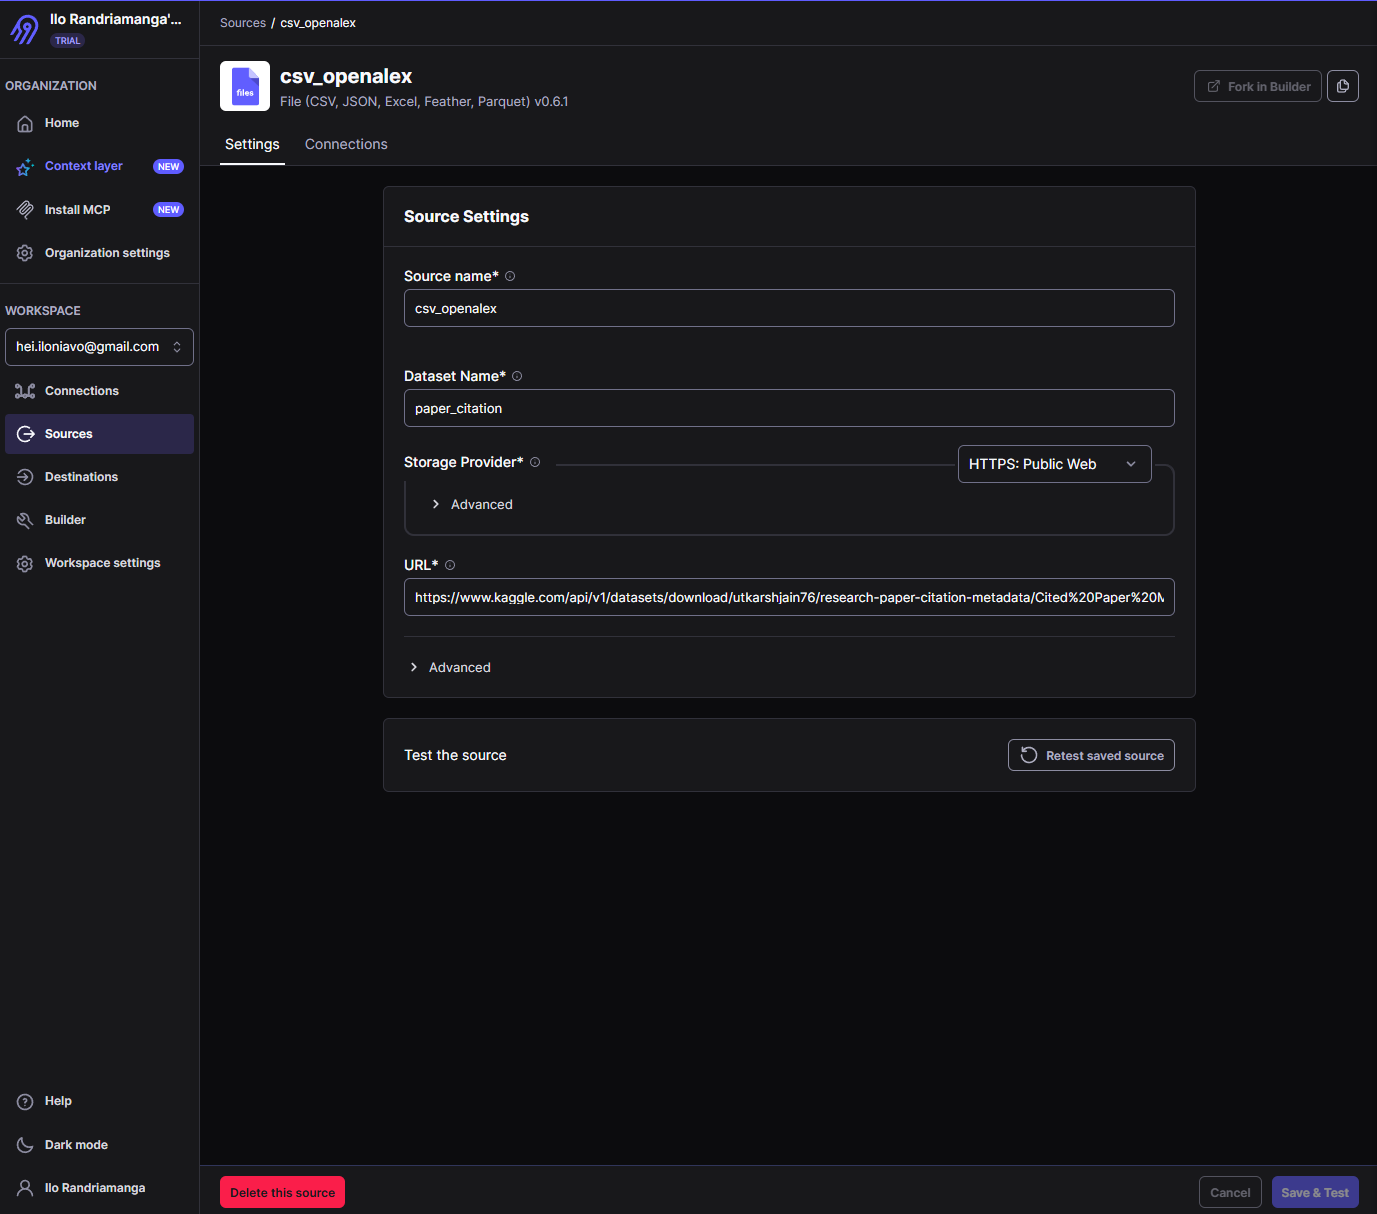 Ilo Randriamanga'...
TRIAL
ORGANIZATION
Home
Context layer NEW
Install MCP NEW
Organization settings
WORKSPACE
hei.iloniavo@gmail.com
Connections
Sources
Destinations
Builder
Workspace settings
Help
Dark mode
Ilo Randriamanga
Sources / csv_openalex
files
csv_openalex
File (CSV, JSON, Excel, Feather, Parquet) v0.6.1
Fork in Builder
Settings Connections
Source Settings
Source name*
csv_openalex
Dataset Name*
paper_citation
Storage Provider*
HTTPS: Public Web
Advanced
URL*
https://www.kaggle.com/api/v1/datasets/download/utkarshjain76/research-paper-citation-metadata/Cited%20Paper%20M
Advanced
Test the source
Retest saved source
Delete this source
Cancel
Save & Test